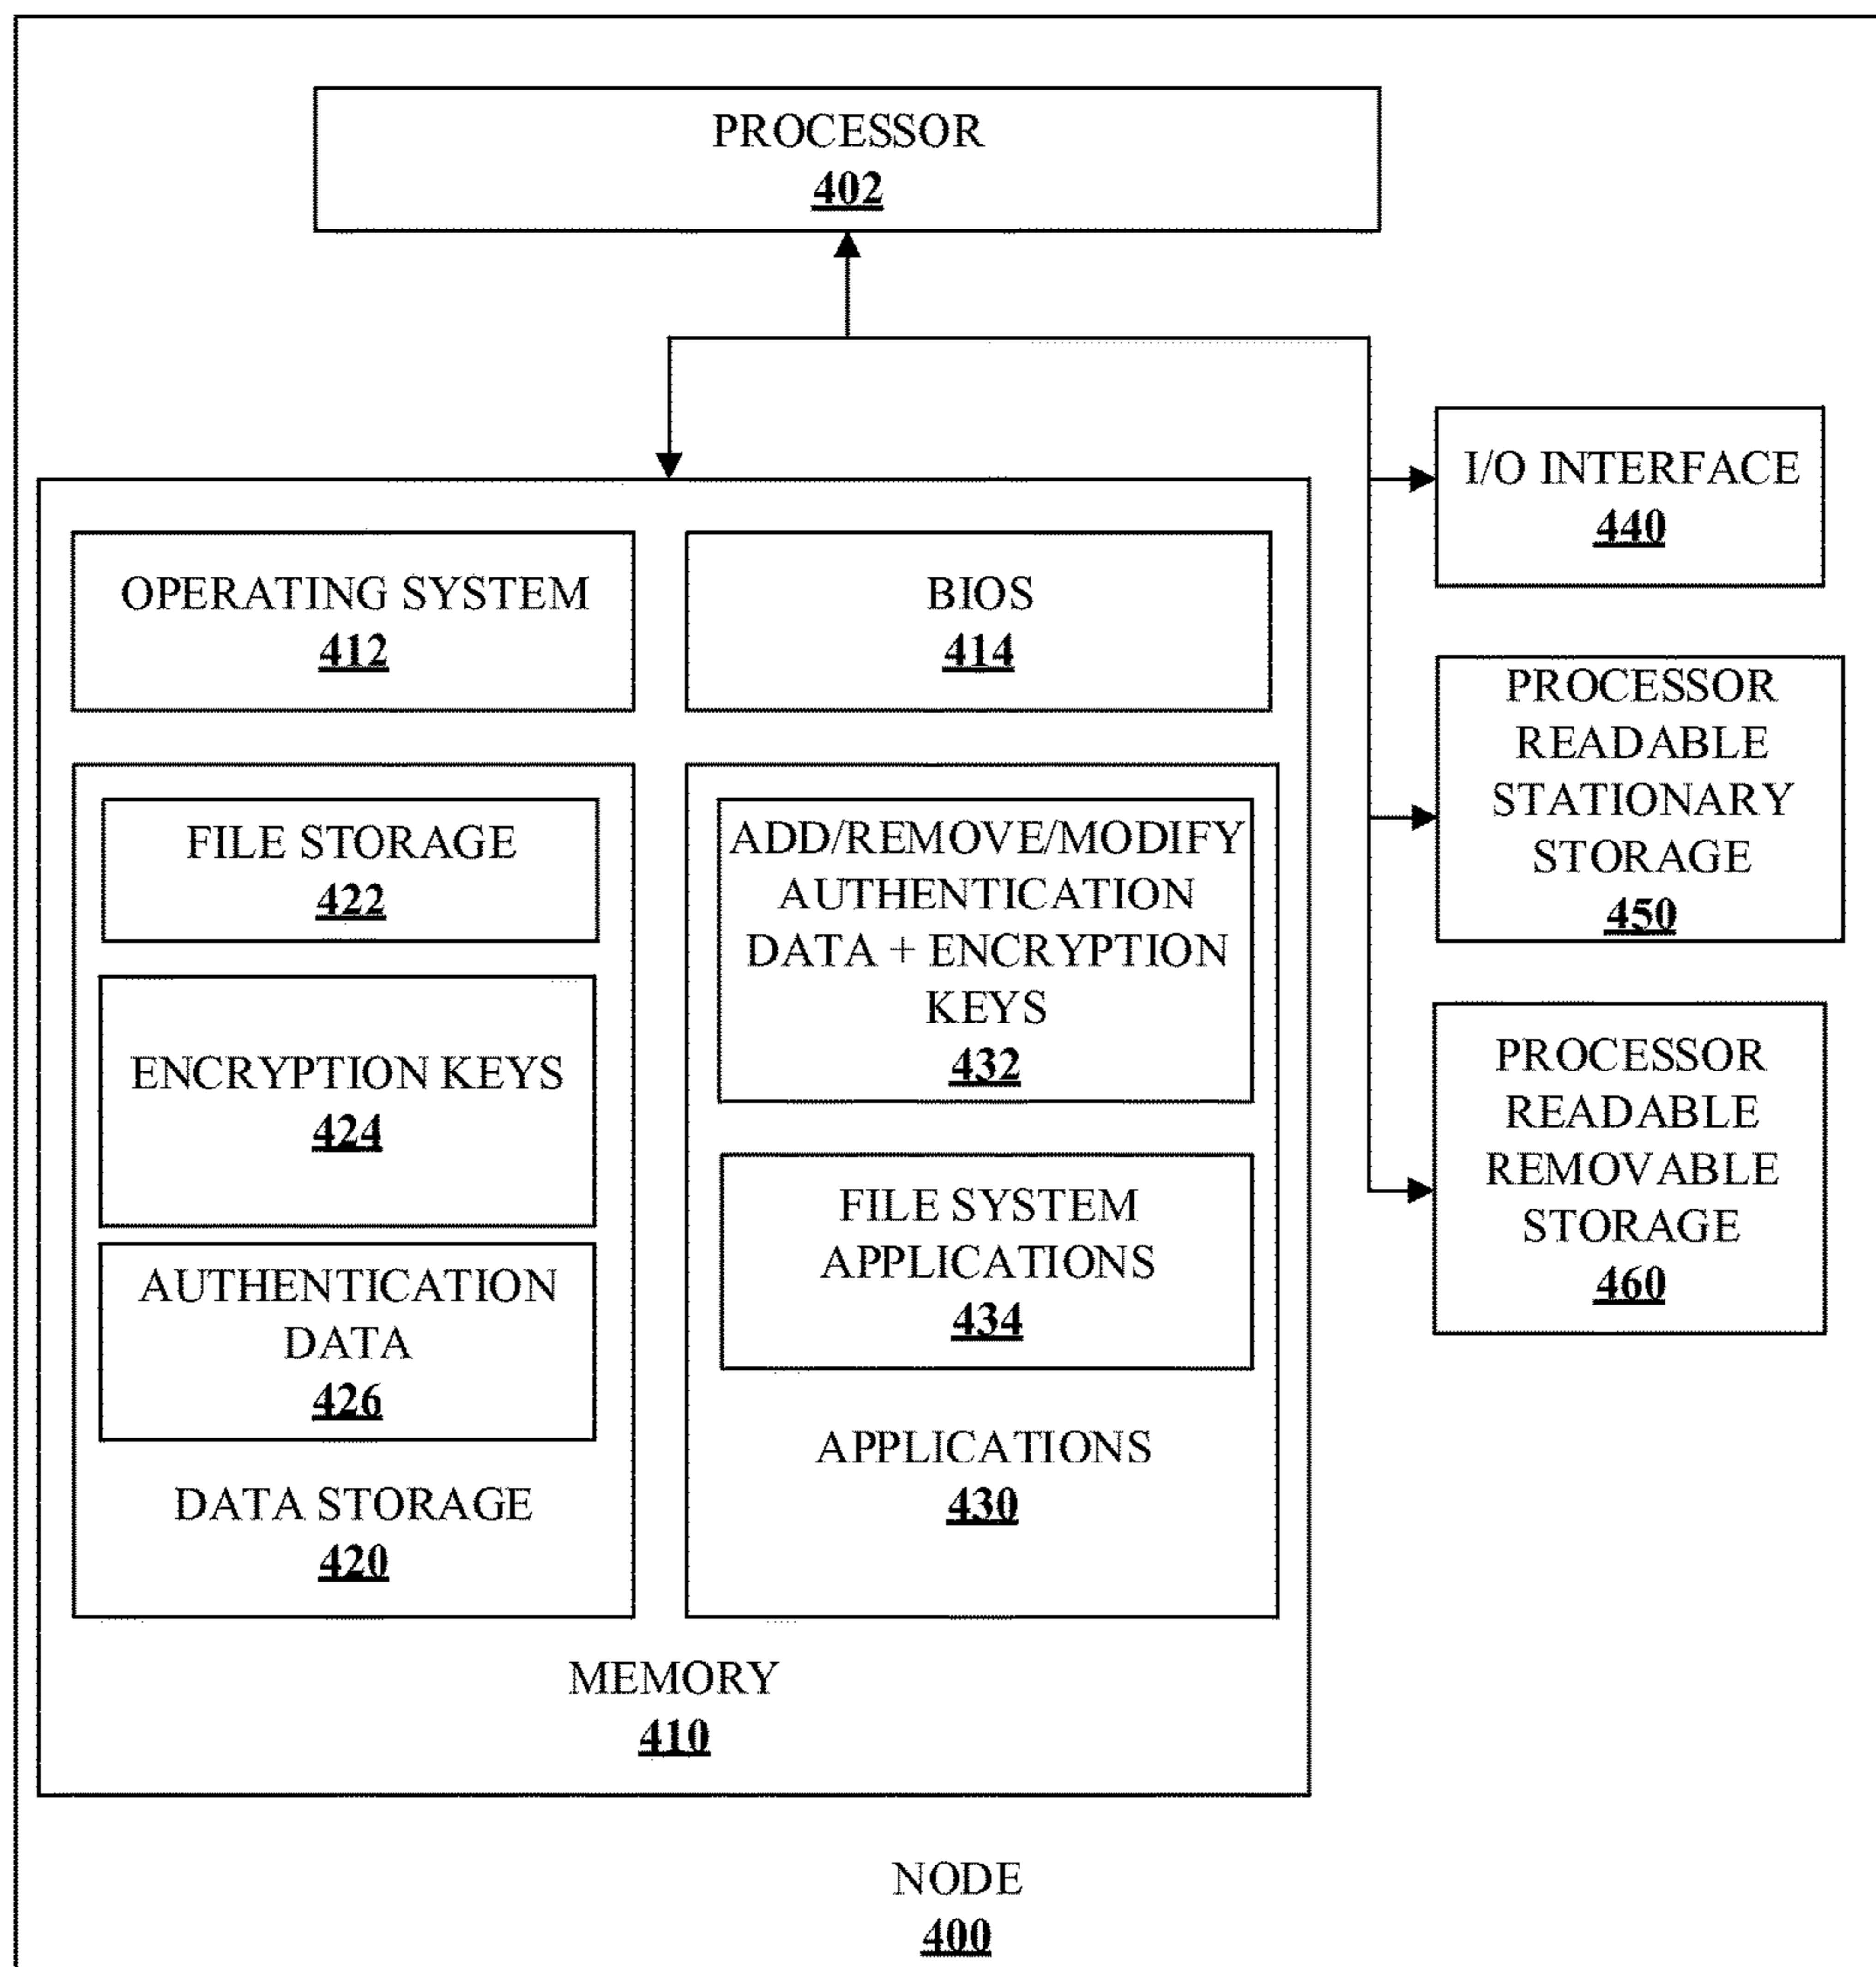 PROCESSOR
402
I/O INTERFACE
440
OPERATING SYSTEM
412
BIOS
414
PROCESSOR
READABLE
STATIONARY
STORAGE
450
FILE STORAGE
422
ENCRYPTION KEYS
424
AUTHENTICATION
DATA
426
DATA STORAGE
420
ADD/REMOVE/MODIFY
AUTHENTICATION
DATA + ENCRYPTION
KEYS
432
FILE SYSTEM
APPLICATIONS
434
APPLICATIONS
430
PROCESSOR
READABLE
REMOVABLE
STORAGE
460
MEMORY
410
NODE
400